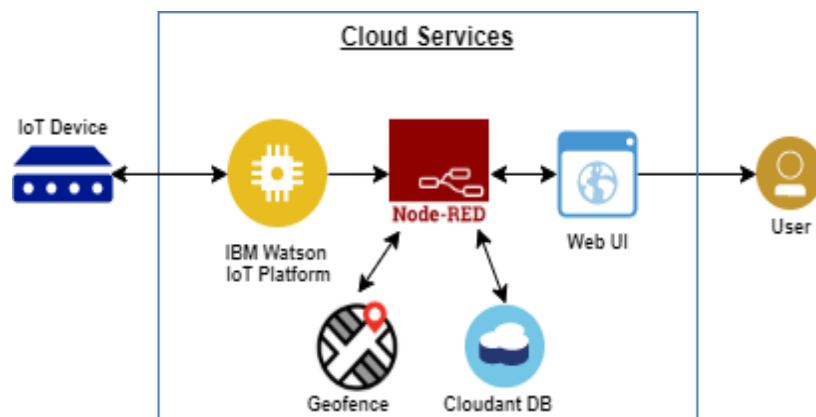 Cloud Services
IoT Device
Node-RED
IBM Watson
IoT Platform
Web UI
User
Geofence
Cloudant DB